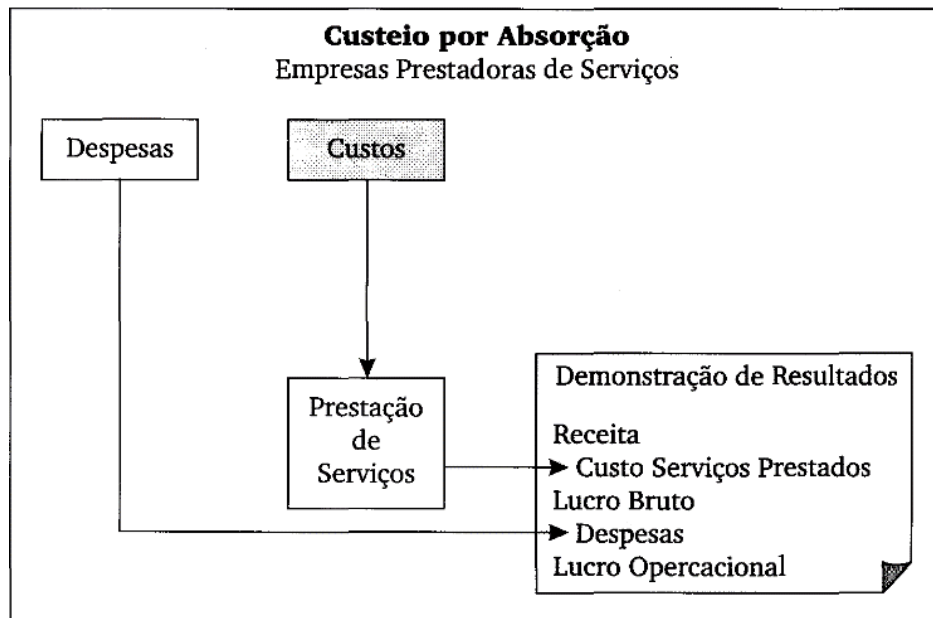 Custeio por Absorção
Empresas Prestadoras de Serviços
Despesas
Custos
Prestação
de
Serviços
Demonstração de Resultados
Receita
Custo Serviços Prestados
Lucro Bruto
Despesas
Lucro Opercacional